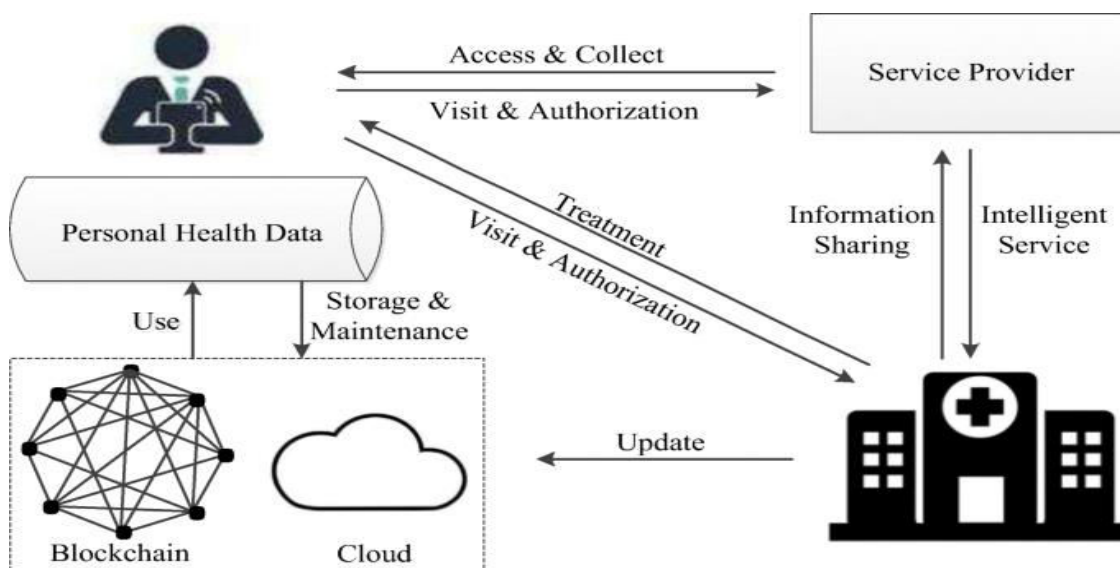 Access & Collect
Visit & Authorization
Service Provider
Personal Health Data
Treatment
Visit & Authorization
Information
Sharing
Intelligent
Service
Use
Storage &
Maintenance
Update
Blockchain
Cloud